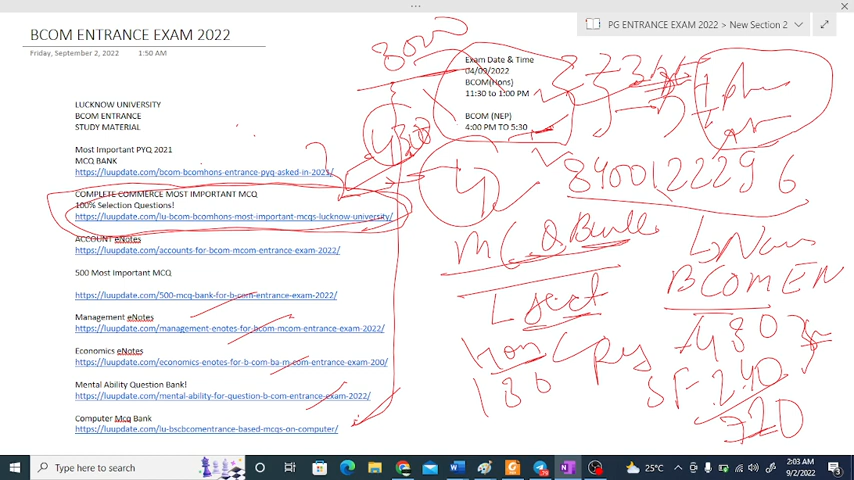 PG ENTRANCE EXAM 2022 > New Section 2
BCOM ENTRANCE EXAM 2022
Friday, September 2, 2022 1:50 AM
Exam Date & Time
04/09/2022
BCOM(Hons)
11:30 to 1:00 PM
BCOM (NEP)
4:00 PM TO 5:30
LUCKNOW UNIVERSITY
BCOM ENTRANCE
STUDY MATERIAL
Most Important PYQ 2021
MCQ BANK
https://luupdate.com/bcom-bcomhons-entrance-pyq-asked-in-2021/
COMPLETE COMMERCE MOST IMPORTANT MCQ
100% Selection Questions!
https://luupdate.com/lu-bcom-bcomhons-most-important-mcqs-lucknow-university/
ACCOUNT eNotes
https://luupdate.com/accounts-for-bcom-mcom-entrance-exam-2022/
500 Most Important MCQ
https://luupdate.com/500-mcq-bank-for-b-com-entrance-exam-2022/
Management eNotes
https://luupdate.com/management-enotes-for-bcom-mcom-entrance-exam-2022/
Economics eNotes
https://luupdate.com/economics-enotes-for-b-com-ba-m-com-entrance-exam-200/
Mental Ability Question Bank!
https://luupdate.com/mental-ability-for-question-b-com-entrance-exam-2022/
Computer Mcq Bank
https://luupdate.com/lu-bscbcomentrance-based-mcqs-on-computer/
8400122296
BCOMEN
480
240
720
Type here to search
25°C
2:03 AM
9/2/2022